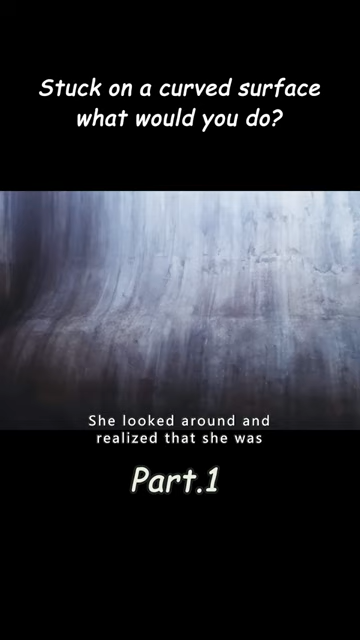 Stuck on a curved surface
what would you do?
She looked around and
realized that she was
Part.1